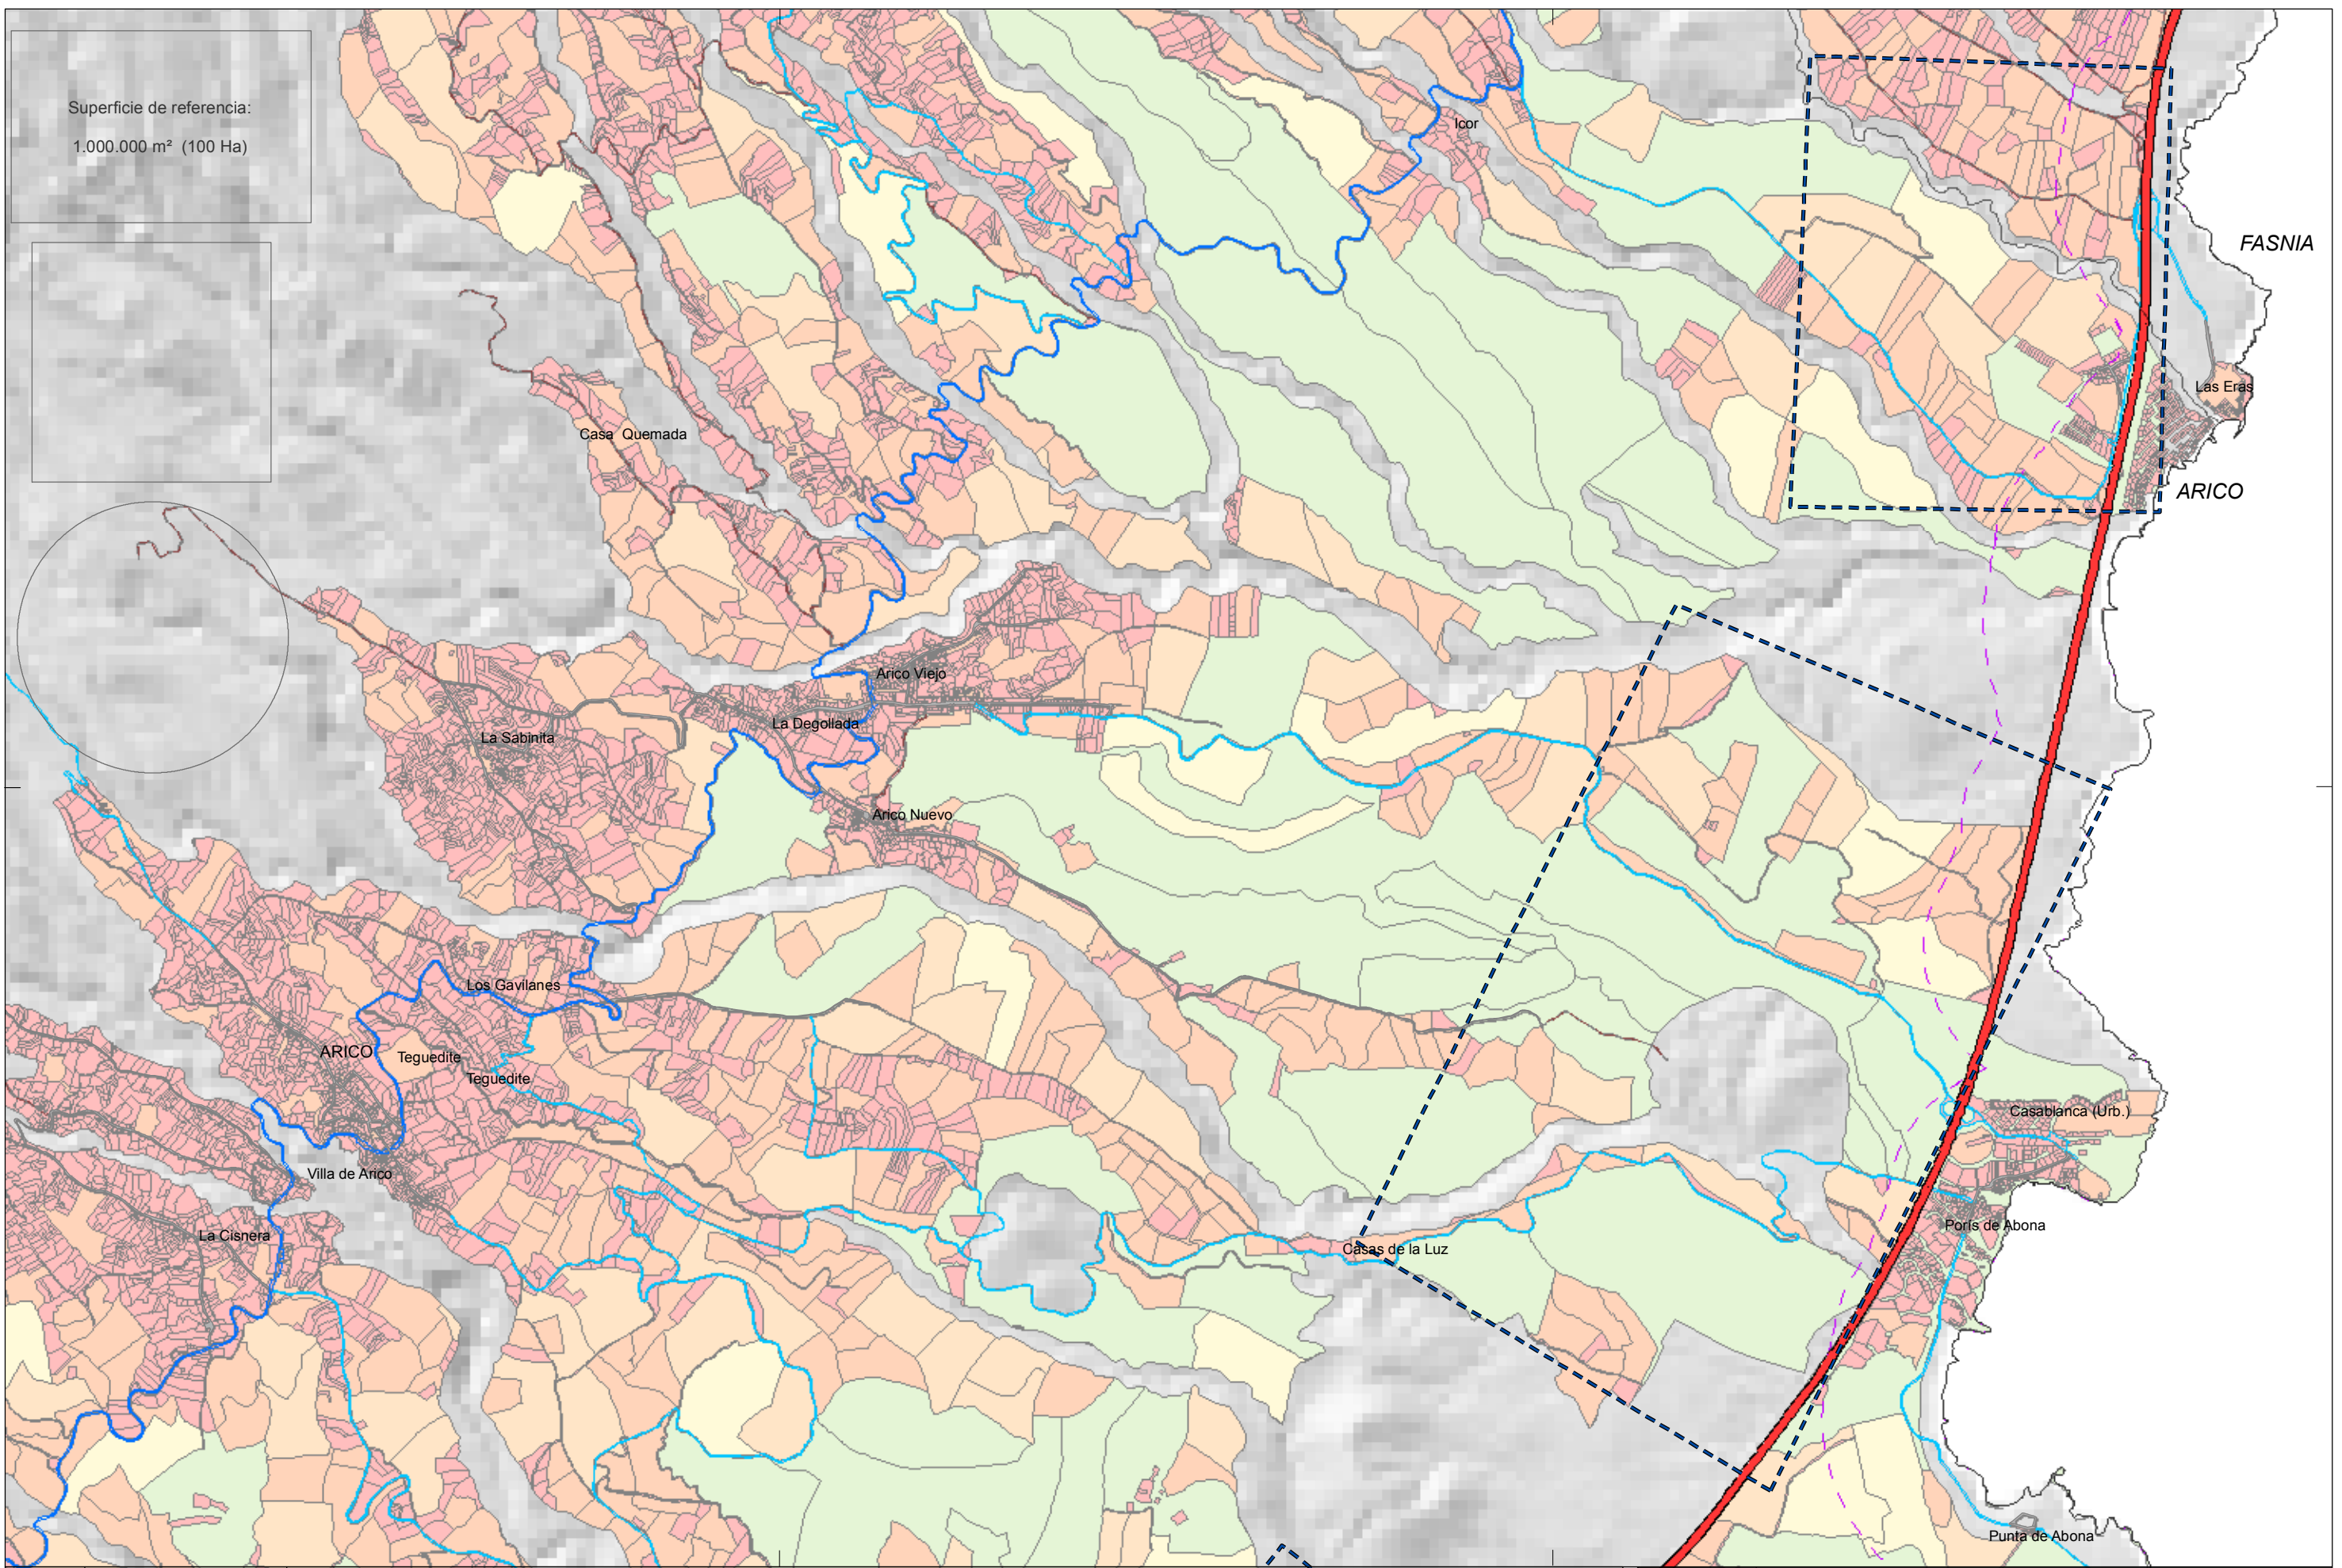 Superficie de referencia:
1.000.000 m² (100 Ha)
Icor
FASNIA
Las Eras
Casa Quemada
ARICO
Arico Viejo
La Degollada
La Sabinita
Arico Nuevo
Los Gavilanes
ARICO
Teguedite
Teguedite
Casablanca (Urb.)
Villa de Arico
Porís de Abona
La Cisnera
Casas de la Luz
Punta de Abona